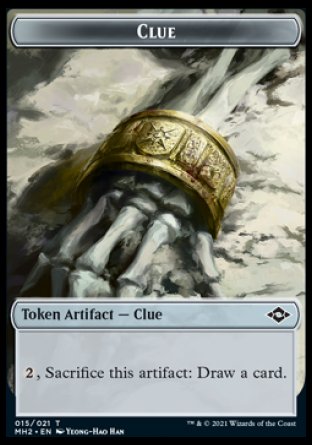 Clue
Token Artifact — Clue
2, Sacrifice this artifact: Draw a card.
015/021 T
MH2 • EN Yeong-Hao Han
™ & © 2021 Wizards of the Coast